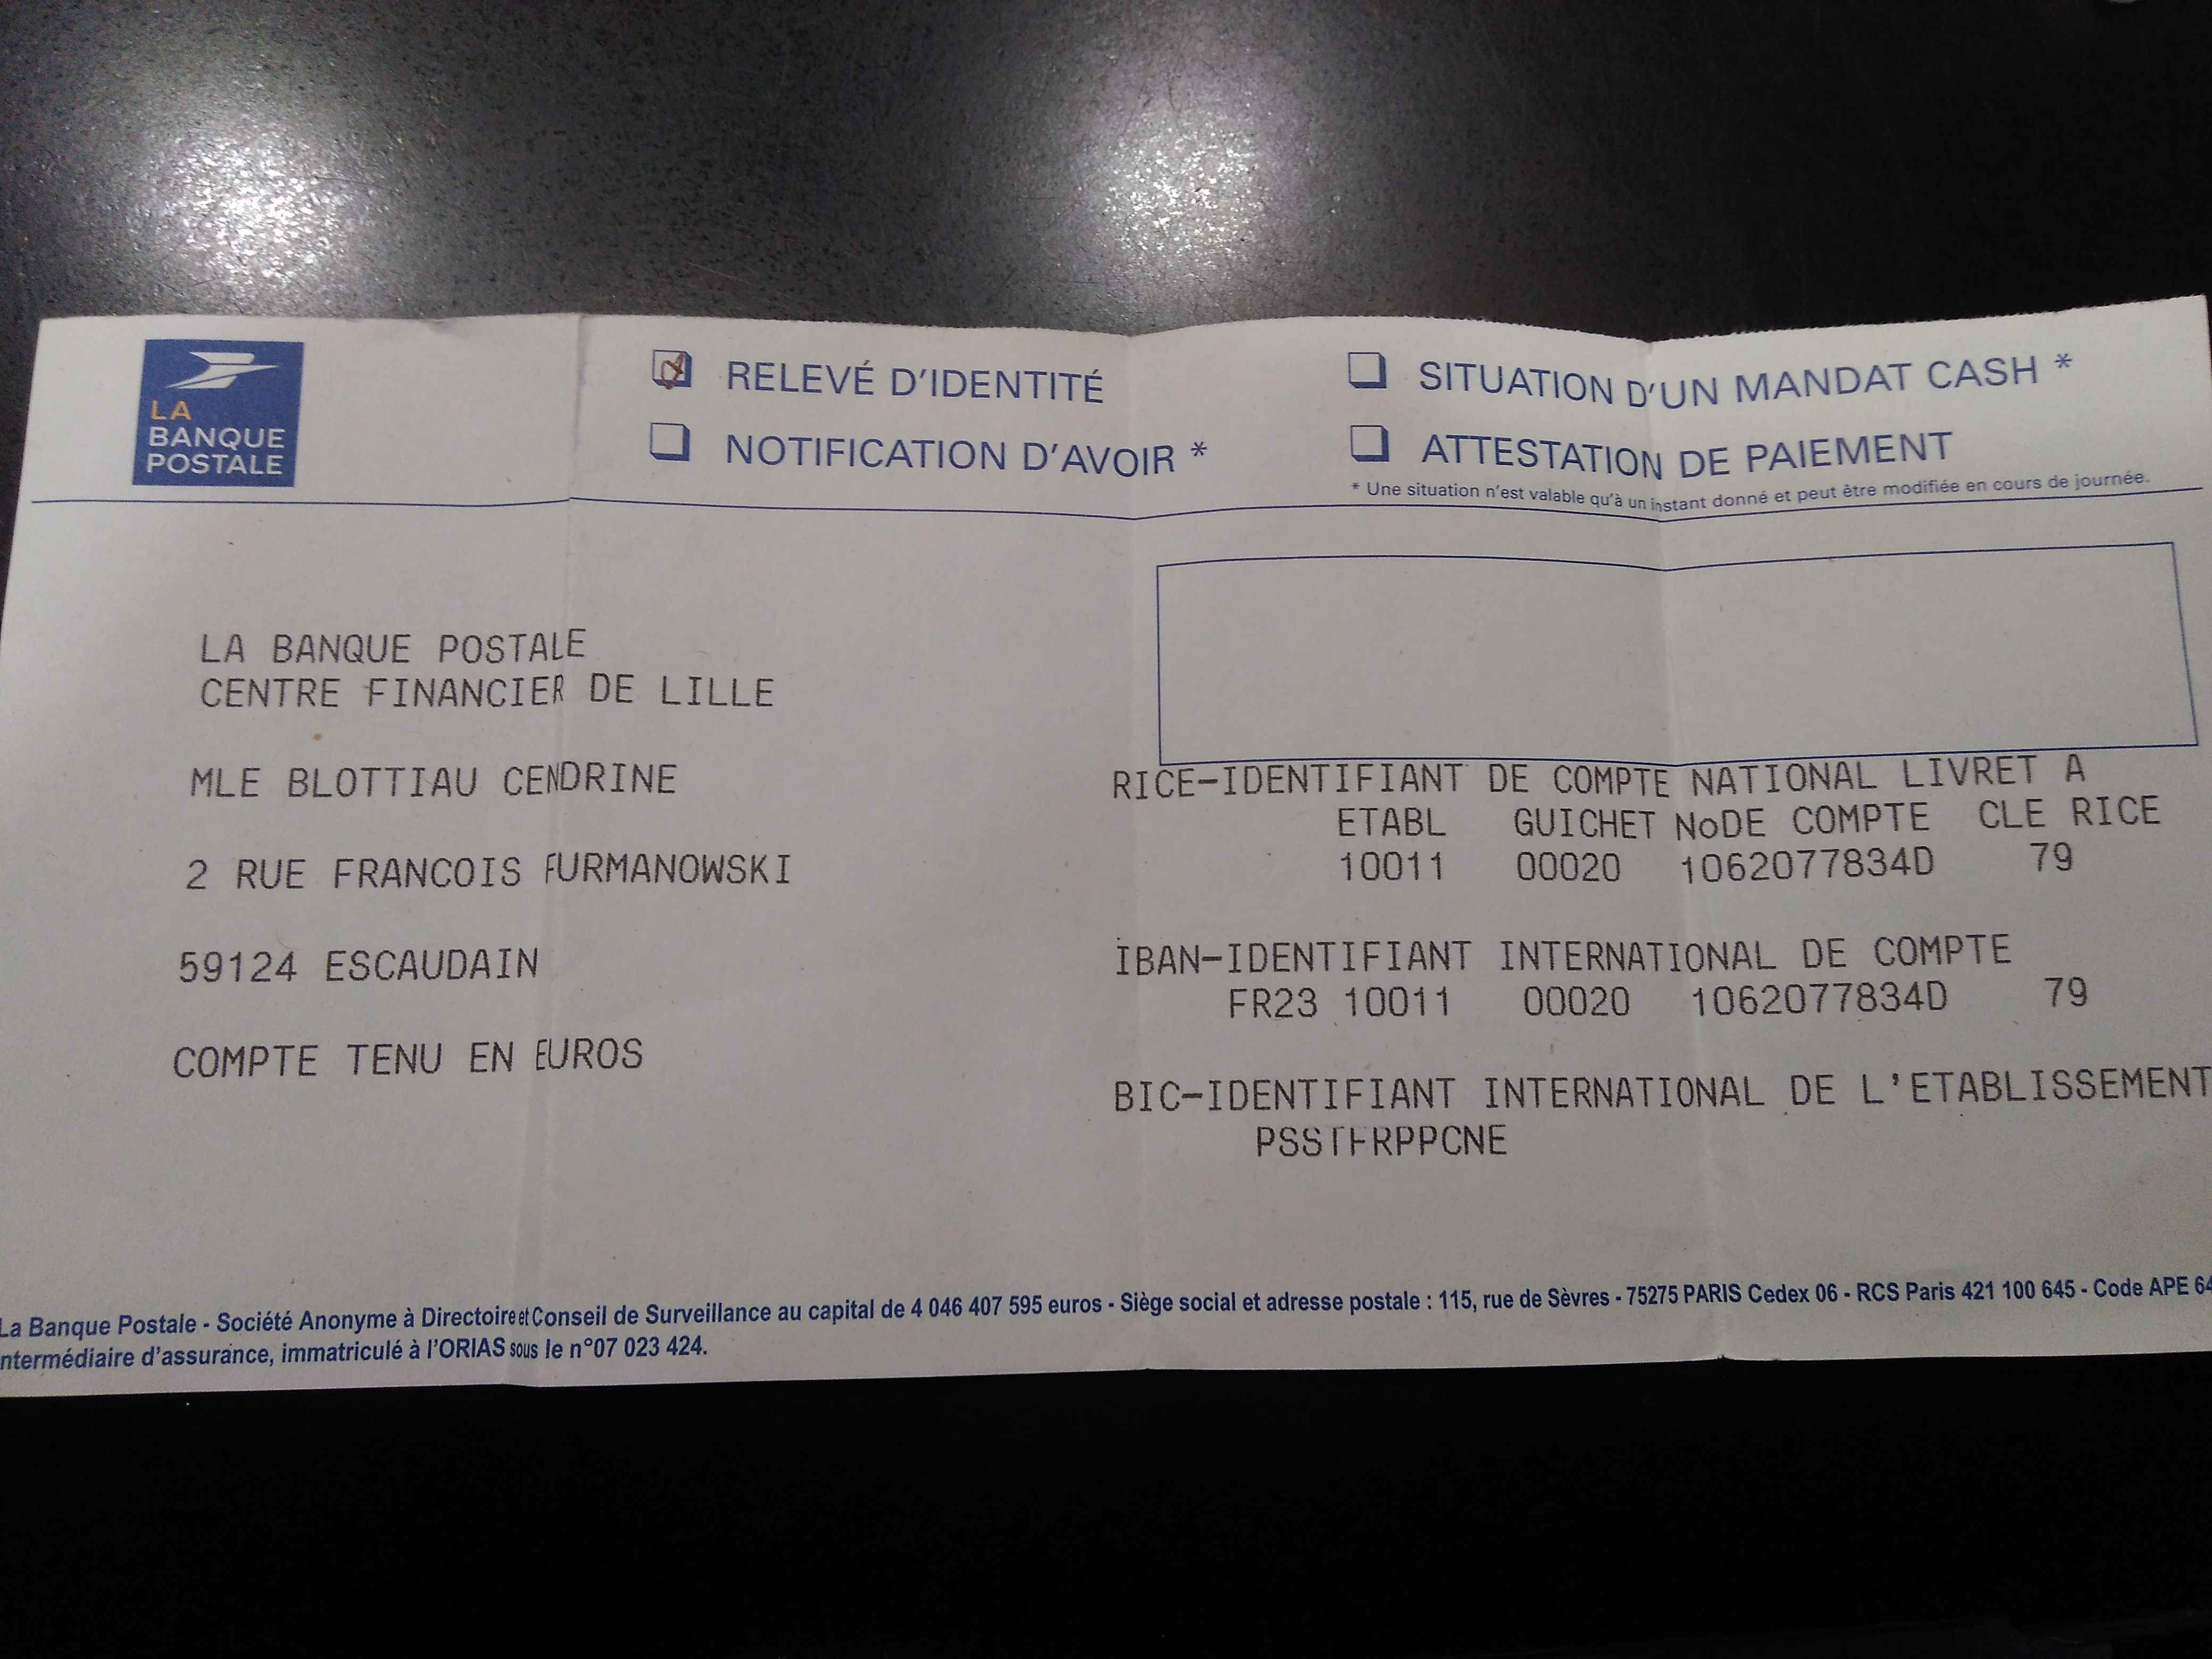 LA
BANQUE
POSTALE
RELEVÉ D'IDENTITÉ
NOTIFICATION D'AVOIR *
SITUATION D'UN MANDAT CASH *
ATTESTATION DE PAIEMENT
* Une situation n'est valable qu'à un instant donné et peut être modifiée en cours de journée.
LA BANQUE POSTALE
CENTRE FINANCIER DE LILLE
MLE BLOTTIAU CENDRINE
2 RUE FRANCOIS FURMANOWSKI
59124 ESCAUDAIN
COMPTE TENU EN EUROS
RICE-IDENTIFIANT DE COMPTE NATIONAL LIVRET A
ETABL GUICHET NoDE COMPTE CLE RICE
10011 00020 1062077834D 79
IBAN-IDENTIFIANT INTERNATIONAL DE COMPTE
FR23 10011 00020 1062077834D 79
BIC-IDENTIFIANT INTERNATIONAL DE L'ETABLISSEMENT
PSSTFRPPCNE
La Banque Postale - Société Anonyme à Directoire et Conseil de Surveillance au capital de 4 046 407 595 euros - Siège social et adresse postale : 115, rue de Sèvres - 75275 PARIS Cedex 06 - RCS Paris 421 100 645 - Code APE 64
ntermédiaire d'assurance, immatriculé à l'ORIAS sous le n°07 023 424.